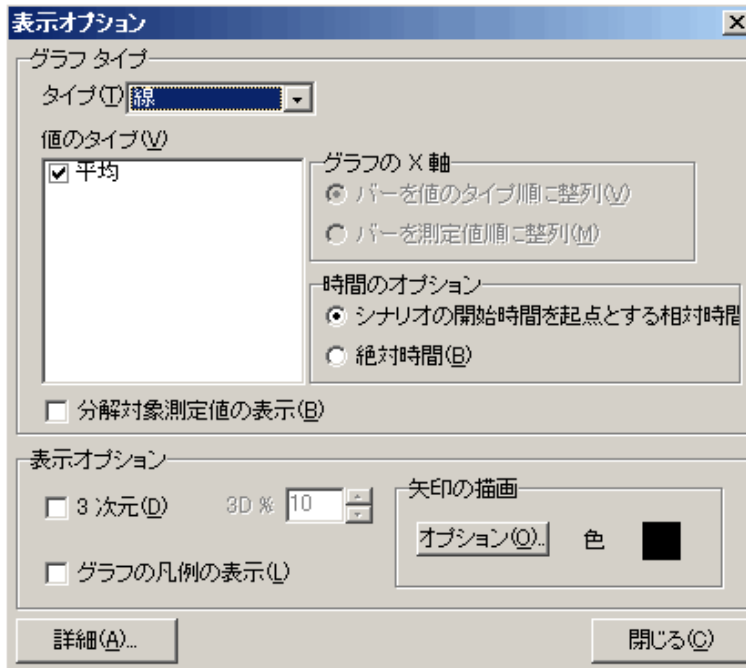 表示オプション
グラフ タイプ
タイプ(T) 線
値のタイプ(V)
平均
グラフの X 軸
バーを値のタイプ順に整列(V)
バーを測定値順に整列(M)
時間のオプション
シナリオの開始時間を起点とする相対時間
絶対時間(B)
分解対象測定値の表示(B)
表示オプション
3 次元(D) 3D % 10
矢印の描画
オプション(O)... 色
グラフの凡例の表示(L)
詳細(A)... 閉じる(C)